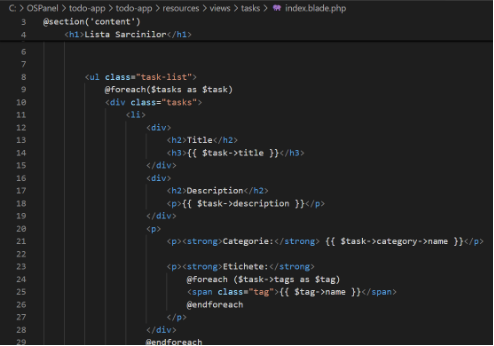 C: > OSPanel > todo-app > todo-app > resources > views > tasks > index.blade.php
3 @section('content')
4 <h1>Lista Sarcinilor</h1>
6
7
8 <ul class="task-list">
9 @foreach($tasks as $task)
10 <div class="tasks">
11 <li>
12 <div>
13 <h2>Title</h2>
14 <h3>{{ $task->title }}</h3>
15 </div>
16 <div>
17 <h2>Description</h2>
18 <p>{{ $task->description }}</p>
19 </div>
20 <p>
21 <p><strong>Categorie:</strong> {{ $task->category->name }}</p>
22
23 <p><strong>Etichete:</strong>
24 @foreach ($task->tags as $tag)
25 <span class="tag">{{ $tag->name }}</span>
26 @endforeach
27 </p>
28 </div>
29 @endforeach